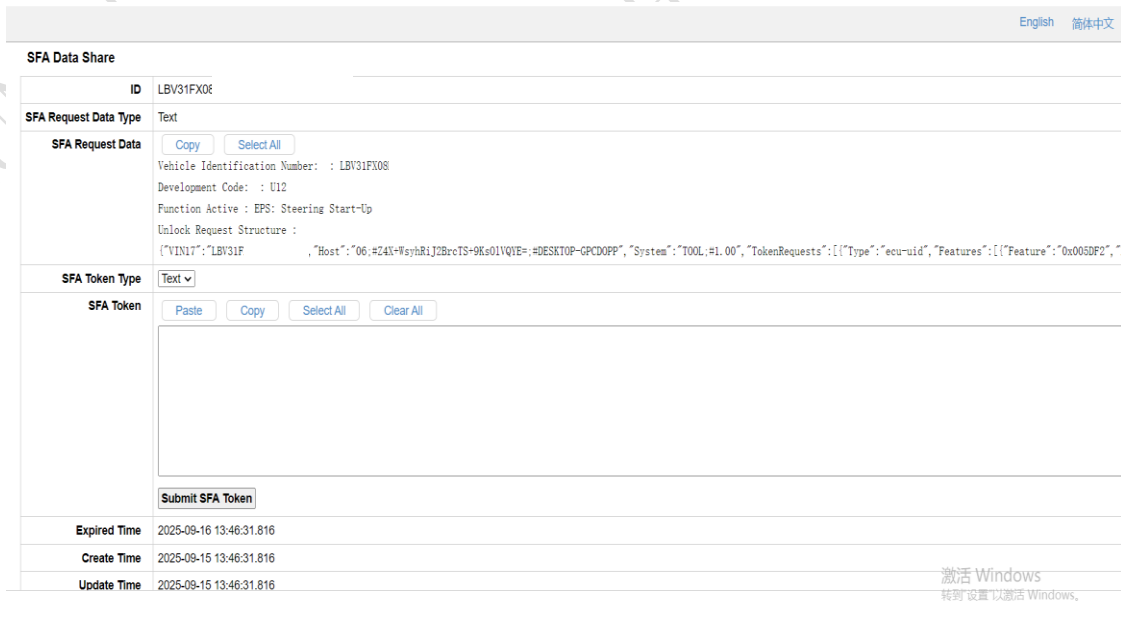 English 简体中文
SFA Data Share
ID LBV31FX08
SFA Request Data Type Text
SFA Request Data Copy Select All
Vehicle Identification Number: : LBV31FX08
Development Code: : U12
Function Active : EPS: Steering Start-Up
Unlock Request Structure :
{"VIN17":"LBV31F ,"Host":"06;#Z4X+WsyhRiJ2BrcTS+9KsOlVQYE=;#DESKTOP-GPCDOPP","System":"TOOL;#1.00","TokenRequests":[{"Type":"ecu-uid","Features":[{"Feature":"0x005DF2","
SFA Token Type Text
SFA Token Paste Copy Select All Clear All
Submit SFA Token
Expired Time 2025-09-16 13:46:31.816
Create Time 2025-09-15 13:46:31.816
Update Time 2025-09-15 13:46:31.816
激活 Windows
转到"设置"以激活 Windows。